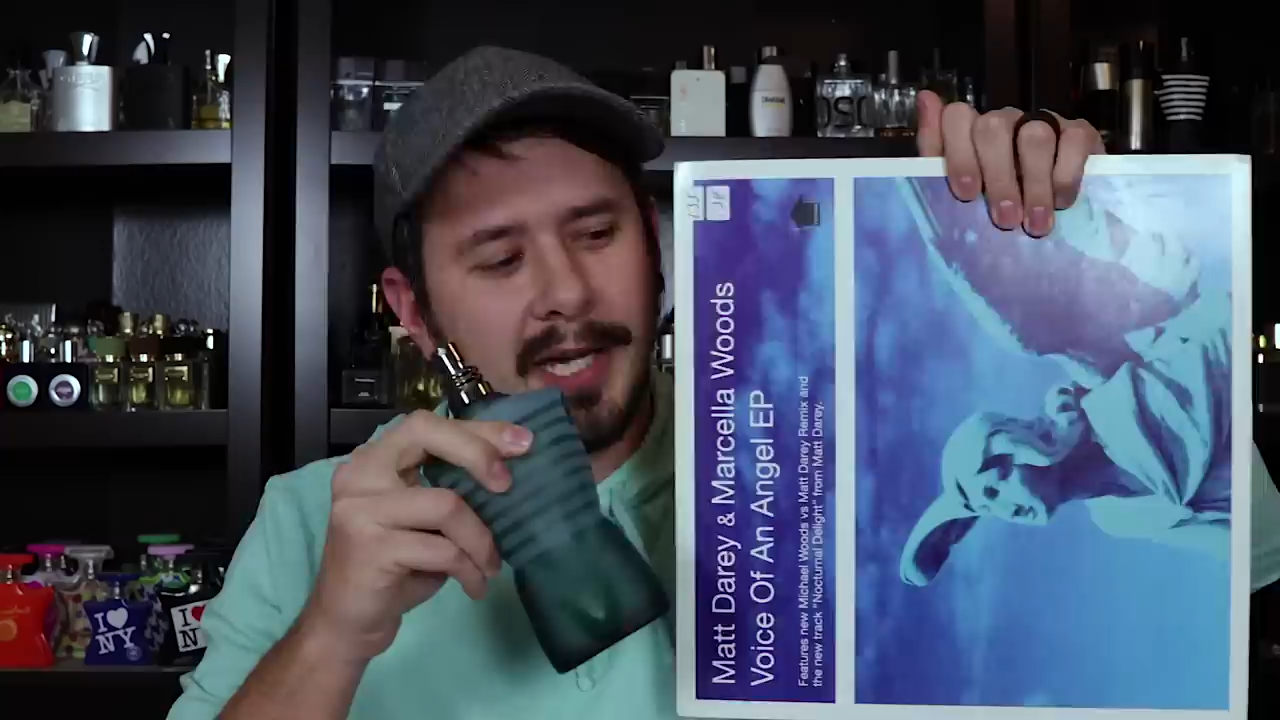 Matt Darey & Marcella Woods
Voice Of An Angel EP
Features new Michael Woods vs Matt Darey Remix and
the new track "Nocturnal Delight" from Matt Darey.
I ♥
NY
I ♥
N